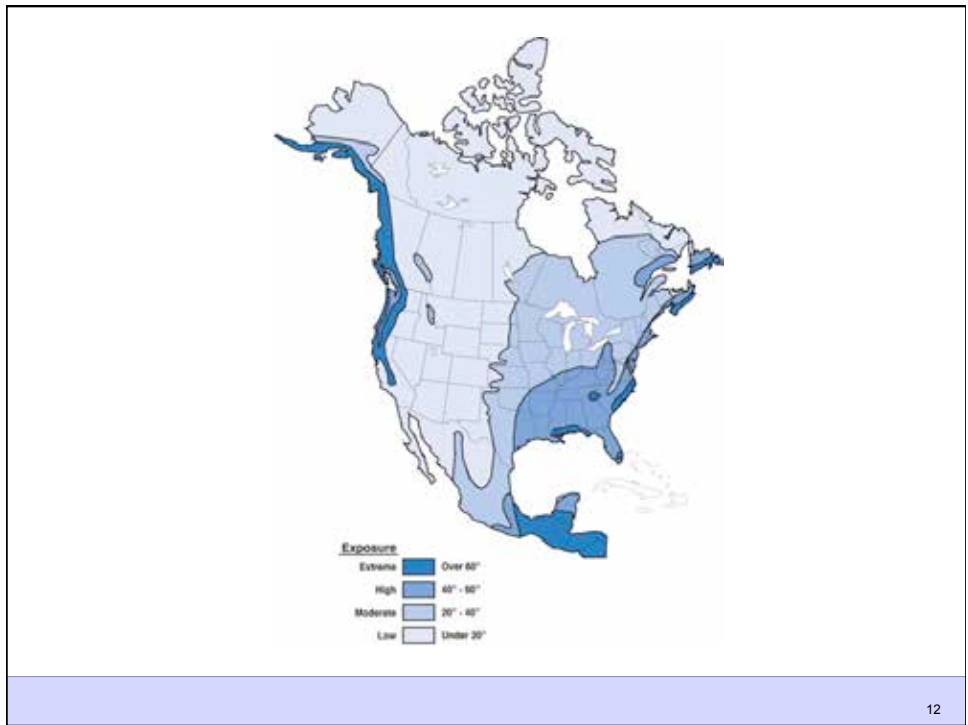 Exposure
Extreme Over 60"
High 40" - 60"
Moderate 20" - 40"
Low Under 20"
12